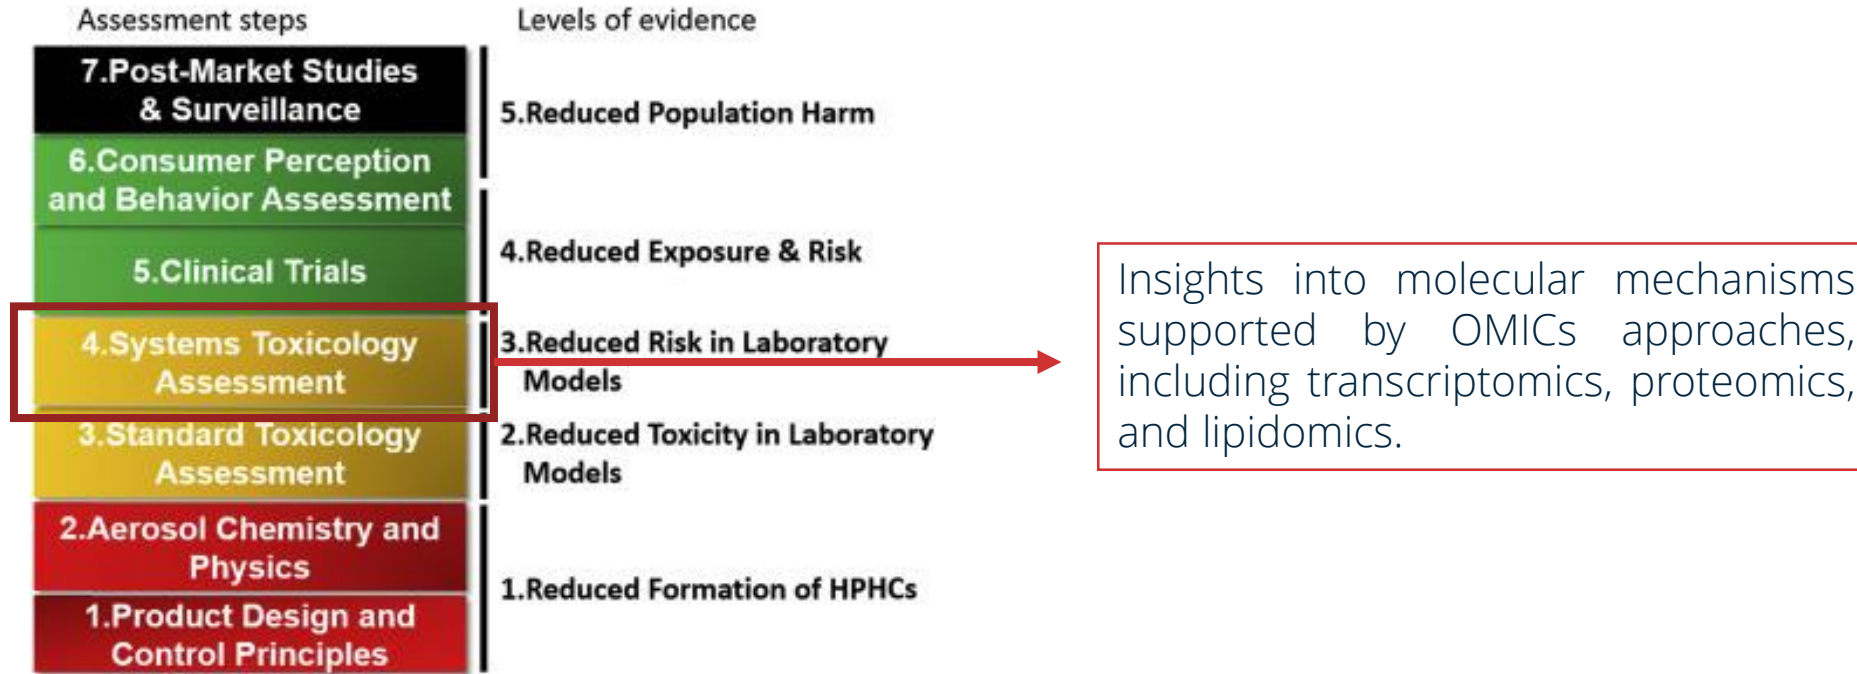 Assessment steps
Levels of evidence
7.Post-Market Studies
& Surveillance
6.Consumer Perception
and Behavior Assessment
5.Clinical Trials
4.Systems Toxicology
Assessment
3.Standard Toxicology
Assessment
2.Aerosol Chemistry and
Physics
1.Product Design and
Control Principles
5.Reduced Population Harm
4.Reduced Exposure & Risk
3.Reduced Risk in Laboratory
Models
2.Reduced Toxicity in Laboratory
Models
1.Reduced Formation of HPHCs
Insights into molecular mechanisms
supported by OMICs approaches,
including transcriptomics, proteomics,
and lipidomics.